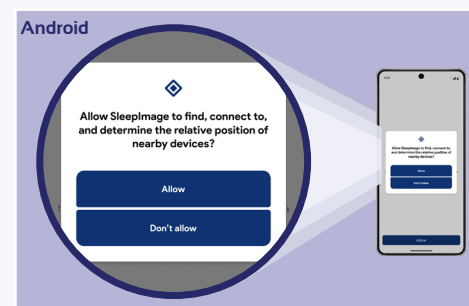 Android
Allow SleepImage to find, connect to,
and determine the relative position of
nearby devices?
Allow
Don't allow
Allow SleepImage to find, connect to,
and determine the relative position of
nearby devices?
Allow
Don't allow
Allow